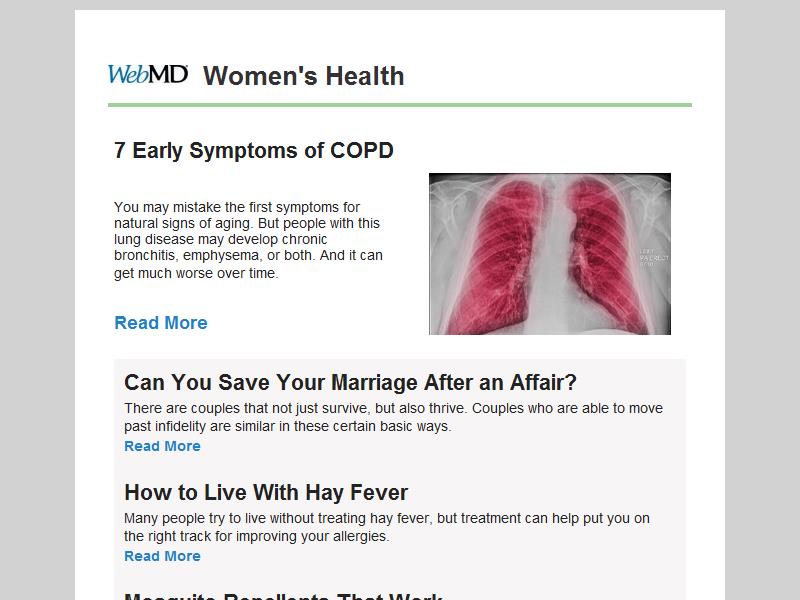 WebMD Women's Health
7 Early Symptoms of COPD
You may mistake the first symptoms for
natural signs of aging. But people with this
lung disease may develop chronic
bronchitis, emphysema, or both. And it can
get much worse over time.
Read More
Can You Save Your Marriage After an Affair?
There are couples that not just survive, but also thrive. Couples who are able to move
past infidelity are similar in these certain basic ways.
Read More
How to Live With Hay Fever
Many people try to live without treating hay fever, but treatment can help put you on
the right track for improving your allergies.
Read More
Mosquito Repellents That Work